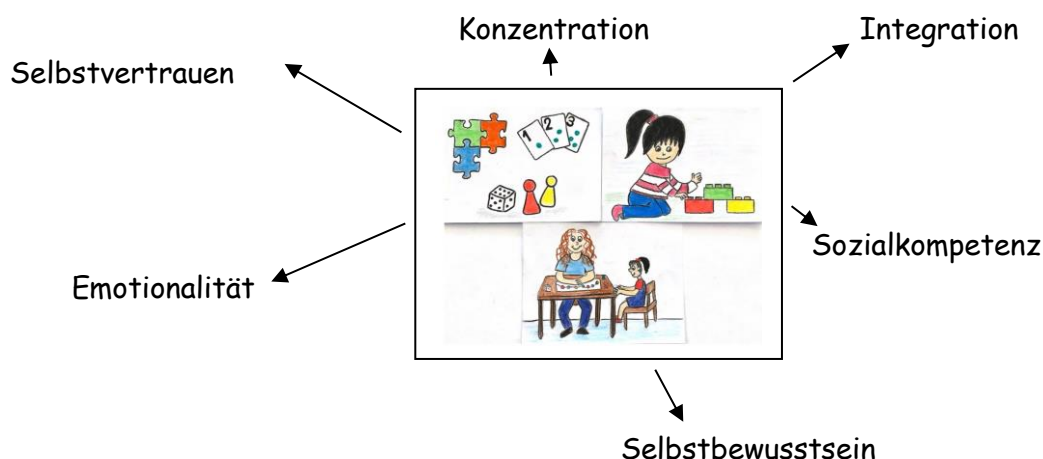 Konzentration
Integration
Selbstvertrauen
1 2 3
Sozialkompetenz
Emotionalität
Selbstbewusstsein